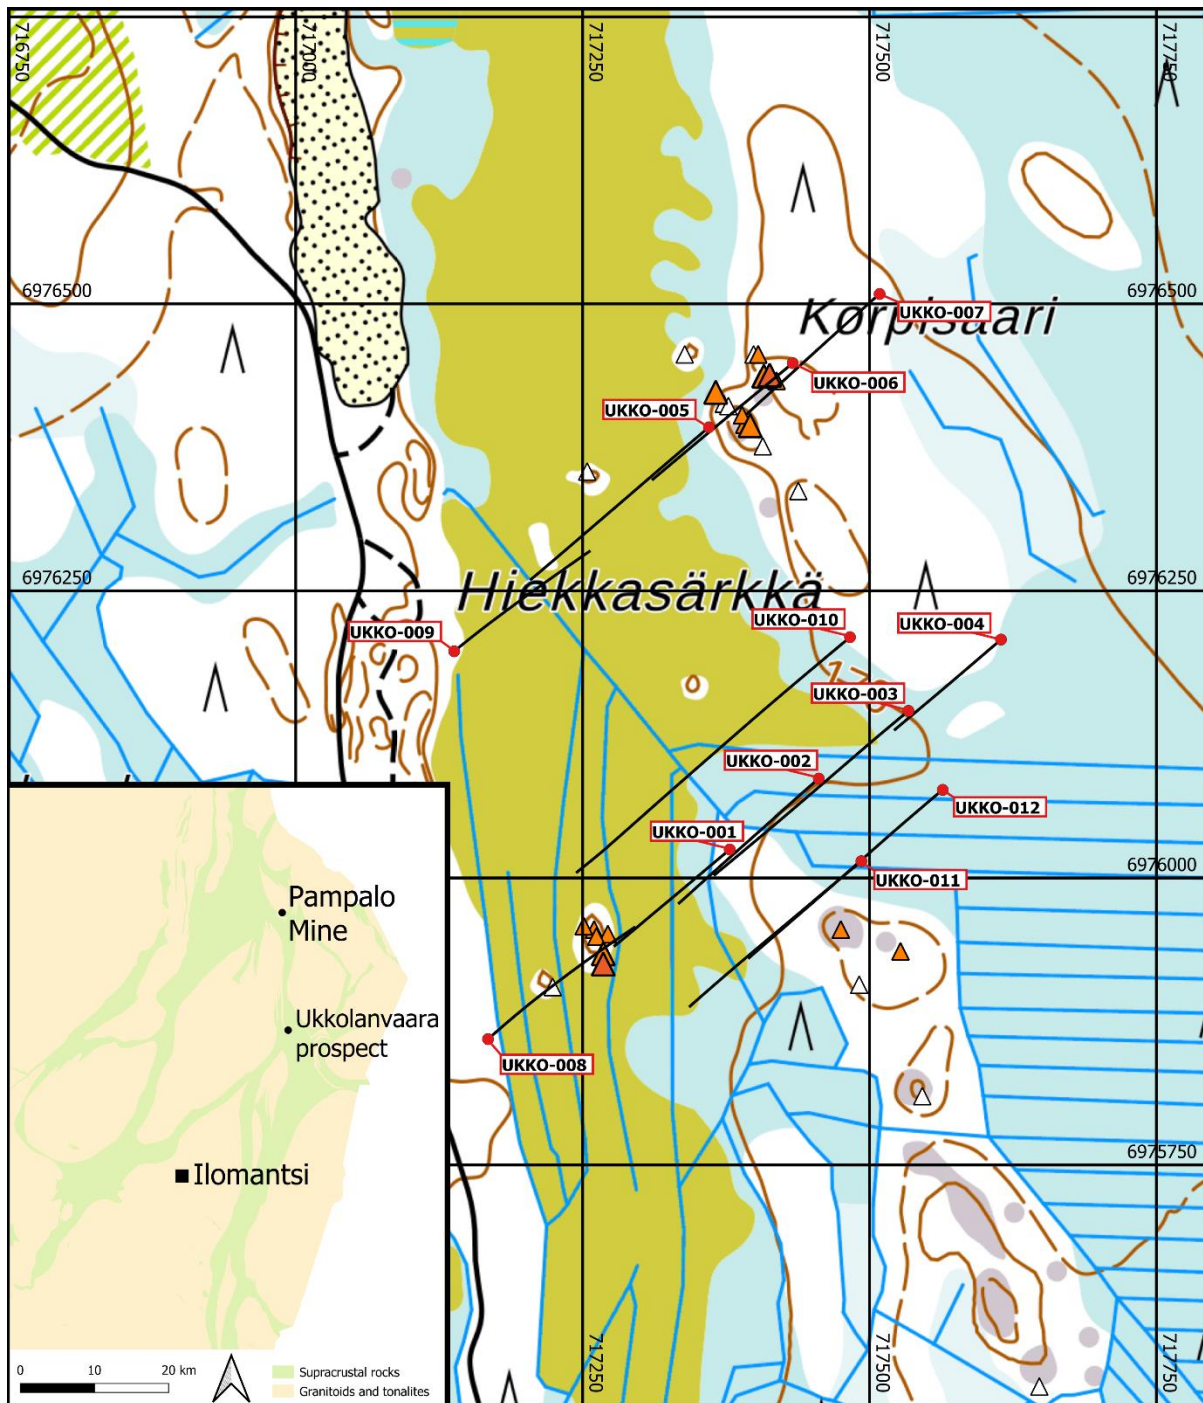 716750
717000
717250
717500
717750
6976500
6976500
Korpisaari
UKKO-007
UKKO-006
UKKO-005
6976250
6976250
Hiekkasärkkä
UKKO-009
UKKO-010
UKKO-004
UKKO-003
UKKO-002
UKKO-012
UKKO-001
6976000
6976000
UKKO-011
UKKO-008
Pampalo
Mine
Ukkolanvaara
prospect
Ilomantsi
6975750
0 10 20 km
Supracrustal rocks
Granitoids and tonalites
717250
717500
717750